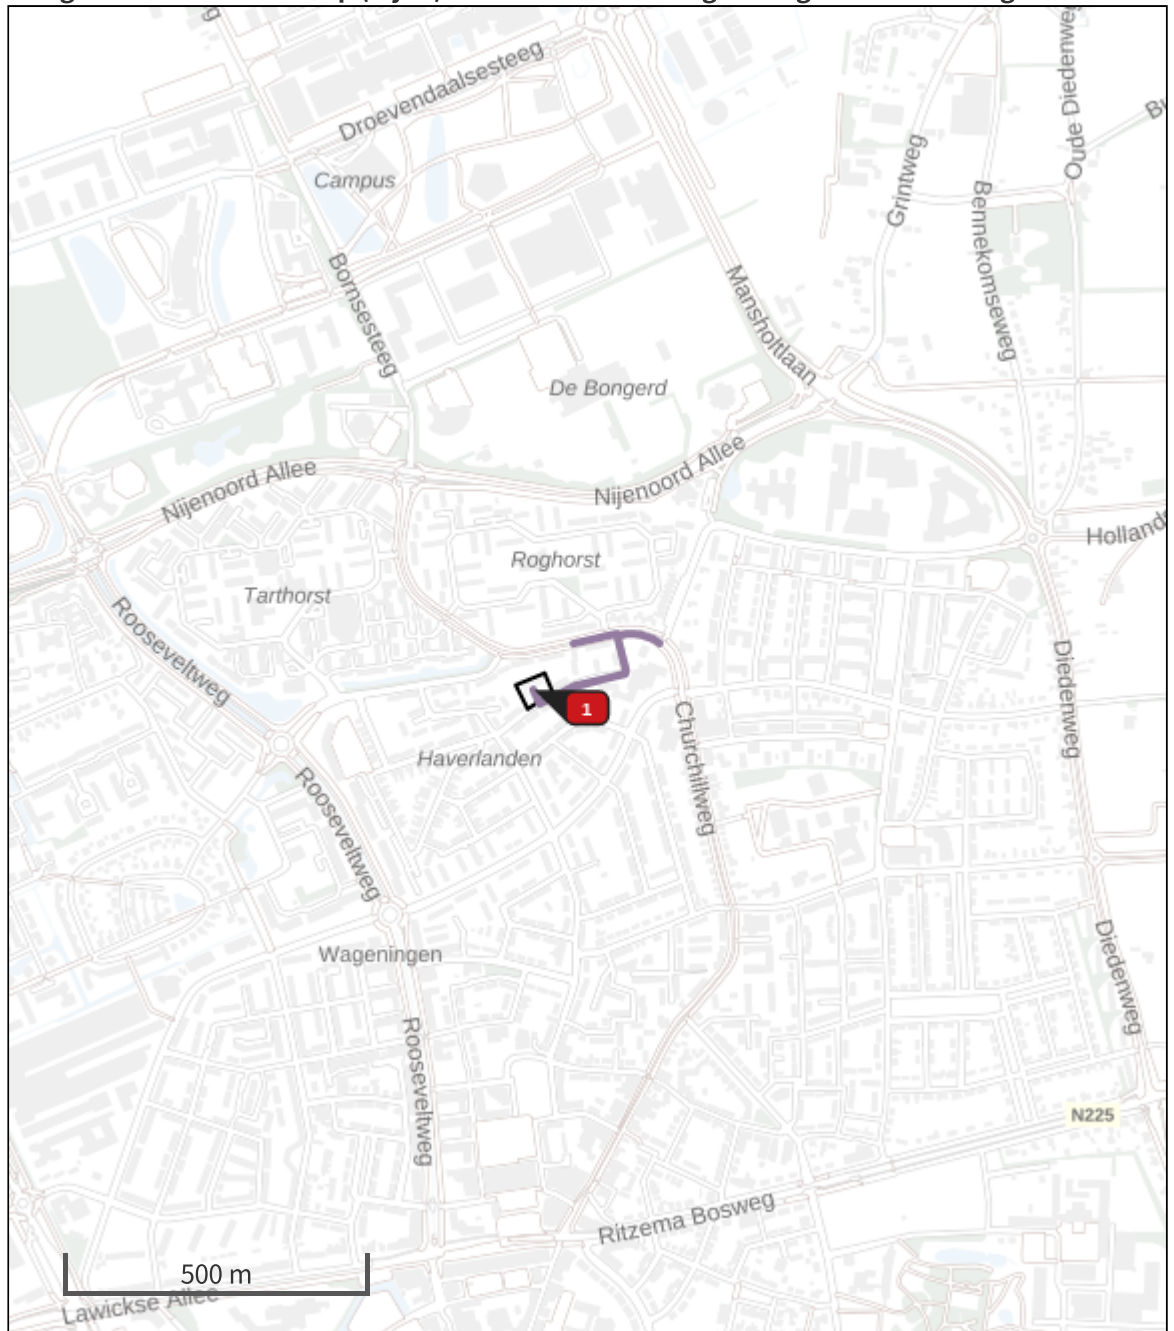 Droevendaalsesteeg
Oude Diedenweg
Campus
Grintweg
Bennekomseweg
Bornsesteeg
Mansholtlaan
De Bongerd
Nijenoord Allee
Nijenoord Allee
Hollands
Roghorst
Tarthorst
Rooseveltweg
Diedenweg
1
Churchillweg
Haverlanden
Rooseveltweg
Wageningen
Diedenweg
Rooseveltweg
N225
Ritzema Bosweg
500 m
Lawickse Allee